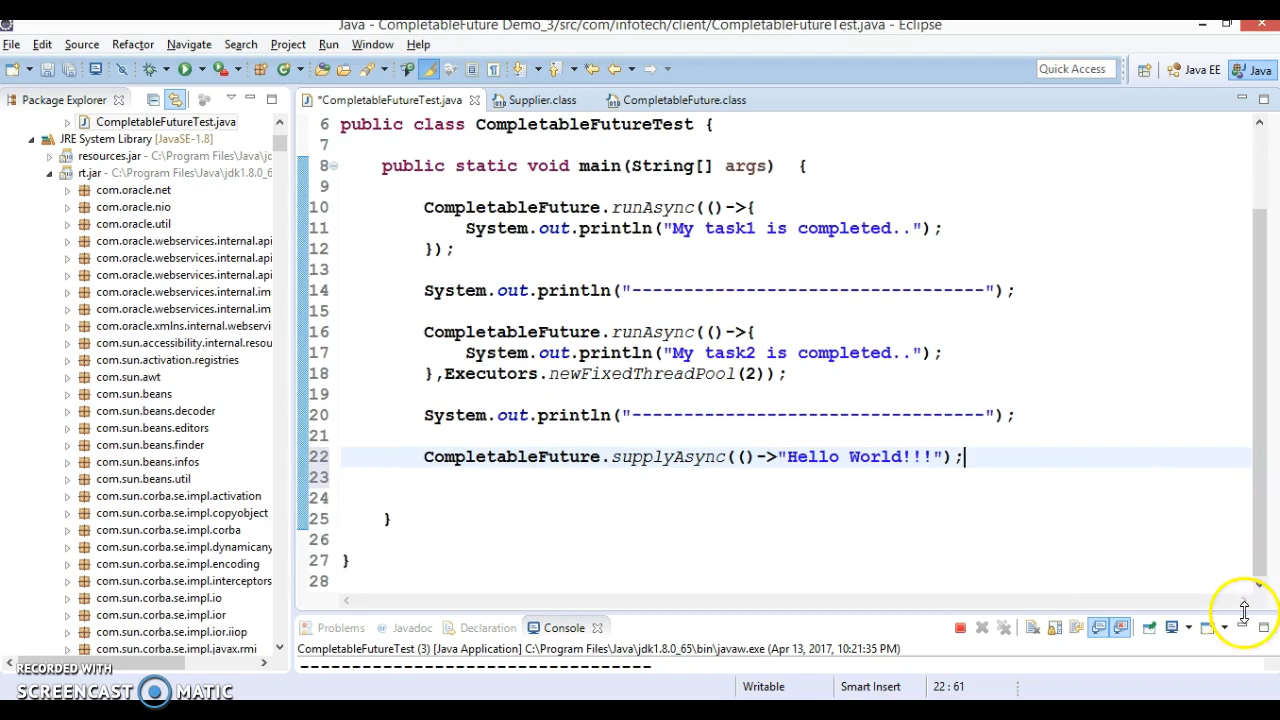 Java - CompletableFuture Demo_3/src/com/infotech/client/CompletableFutureTest.java - Eclipse
File Edit Source Refactor Navigate Search Project Run Window Help
Quick Access Java EE Java
Package Explorer *CompletableFutureTest.java Supplier.class CompletableFuture.class
CompletableFutureTest.java
JRE System Library [JavaSE-1.8]
resources.jar - C:\Program Files\Java\jdk
rt.jar - C:\Program Files\Java\jdk1.8.0_6
com.oracle.net
com.oracle.nio
com.oracle.util
com.oracle.webservices.internal.api
com.oracle.webservices.internal.api
com.oracle.webservices.internal.api
com.oracle.webservices.internal.im
com.oracle.webservices.internal.im
com.oracle.xmlns.internal.webservi
com.sun.accessibility.internal.resou
com.sun.activation.registries
com.sun.awt
com.sun.beans
com.sun.beans.decoder
com.sun.beans.editors
com.sun.beans.finder
com.sun.beans.infos
com.sun.beans.util
com.sun.corba.se.impl.activation
com.sun.corba.se.impl.copyobject
com.sun.corba.se.impl.corba
com.sun.corba.se.impl.dynamicany
com.sun.corba.se.impl.encoding
com.sun.corba.se.impl.interceptors
com.sun.corba.se.impl.io
com.sun.corba.se.impl.ior
com.sun.corba.se.impl.ior.iiop
com.sun.corba.se.impl.javax.rmi
6 public class CompletableFutureTest {
7
8 public static void main(String[] args) {
9
10 CompletableFuture.runAsync(()->{
11 System.out.println("My task1 is completed..");
12 });
13
14 System.out.println("----------------------------------");
15
16 CompletableFuture.runAsync(()->{
17 System.out.println("My task2 is completed..");
18 },Executors.newFixedThreadPool(2));
19
20 System.out.println("----------------------------------");
21
22 CompletableFuture.supplyAsync(()->"Hello World!!!");
23
24
25 }
26
27 }
28
Problems Javadoc Declaration Console
CompletableFutureTest (3) [Java Application] C:\Program Files\Java\jdk1.8.0_65\bin\javaw.exe (Apr 13, 2017, 10:21:35 PM)
----------------------------------
Writable Smart Insert 22 : 61
RECORDED WITH
SCREENCAST MATIC